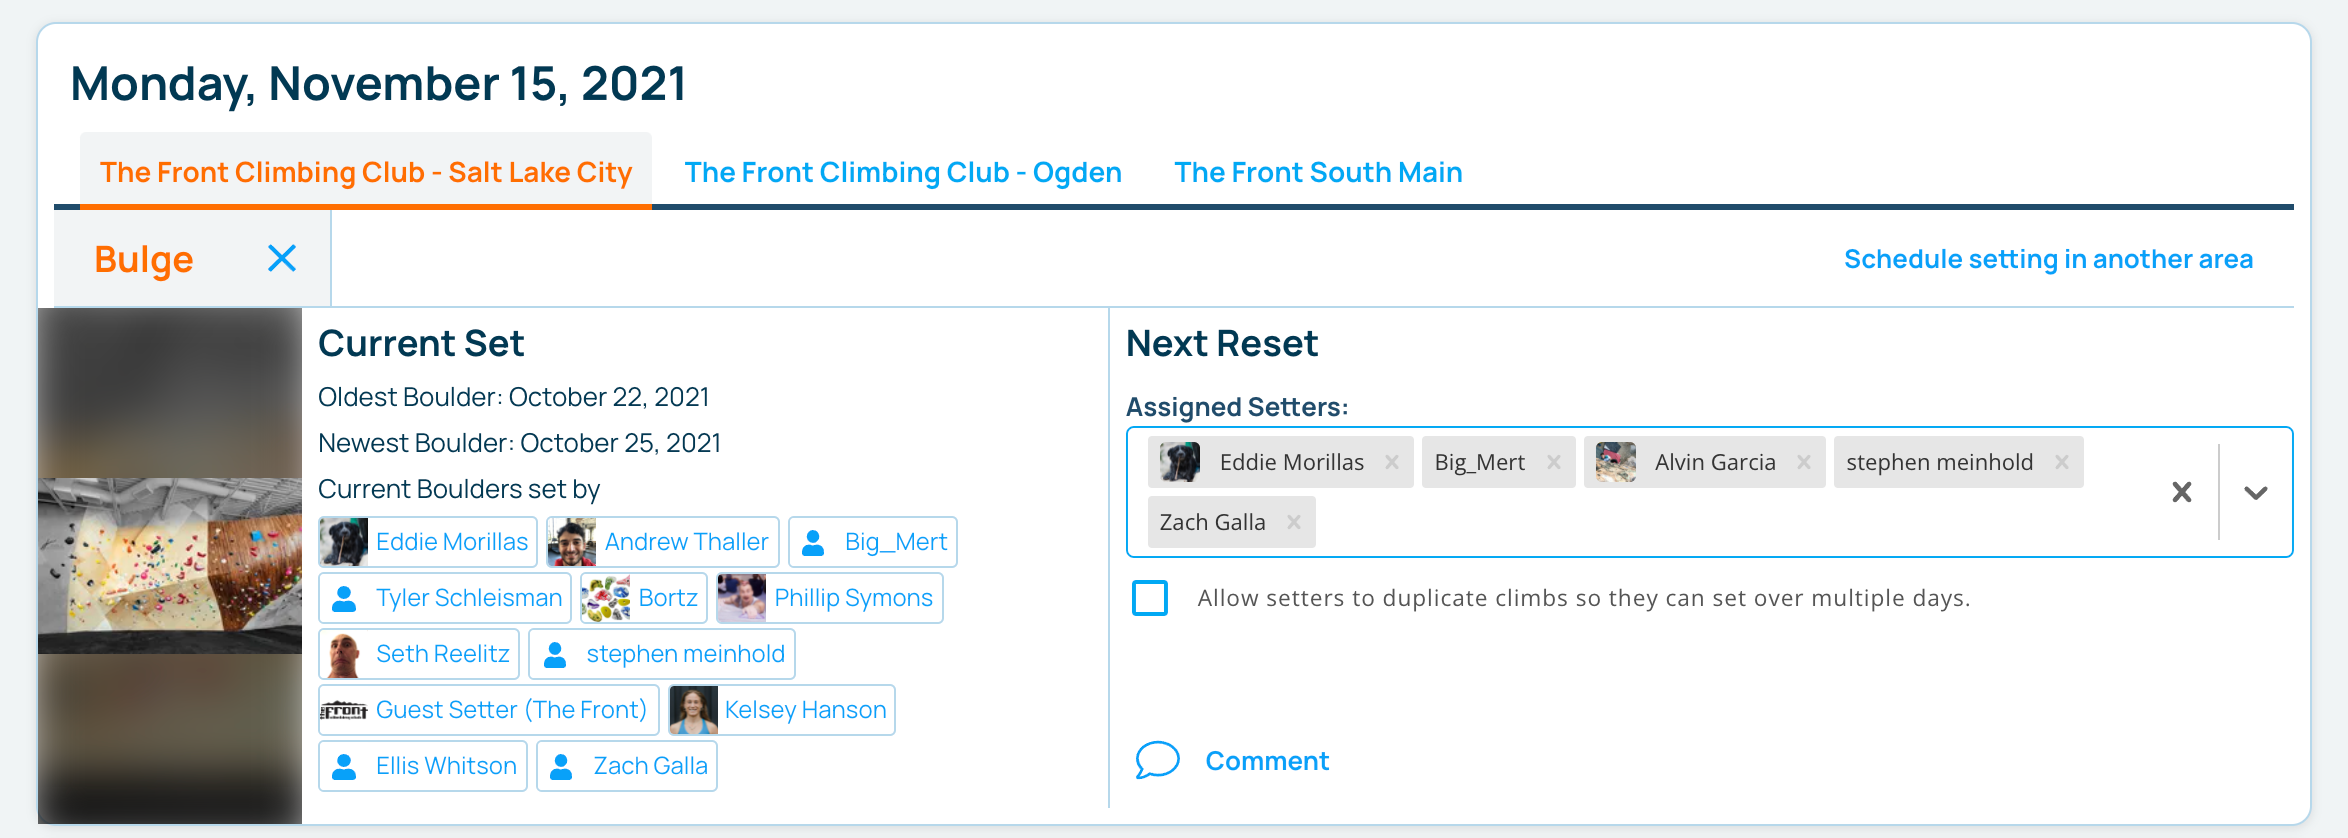 Monday, November 15, 2021
The Front Climbing Club - Salt Lake City The Front Climbing Club - Ogden The Front South Main
Bulge Schedule setting in another area
Current Set
Oldest Boulder: October 22, 2021
Newest Boulder: October 25, 2021
Current Boulders set by
Eddie Morillas Andrew Thaller Big_Mert
Tyler Schleisman Bortz Phillip Symons
Seth Reelitz stephen meinhold
Front Guest Setter (The Front) Kelsey Hanson
Ellis Whitson Zach Galla
Next Reset
Assigned Setters:
Eddie Morillas Big_Mert Alvin Garcia stephen meinhold
Zach Galla
Allow setters to duplicate climbs so they can set over multiple days.
Comment